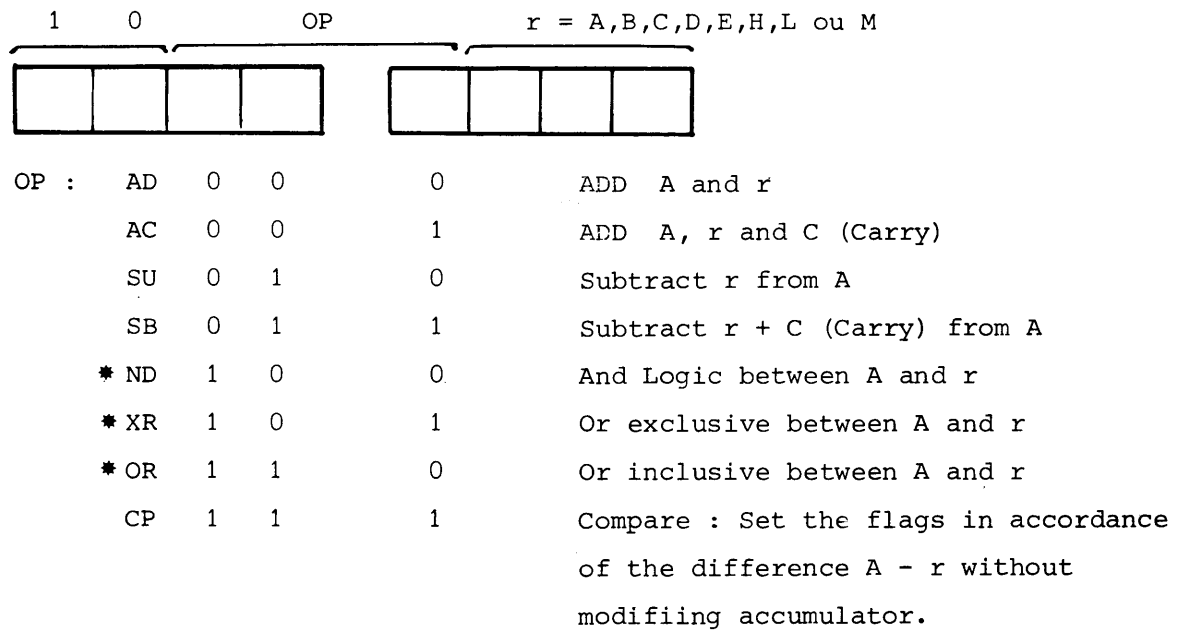 1 0 OP r = A,B,C,D,E,H,L ou M
OP : AD 0 0 0 ADD A and r
AC 0 0 1 ADD A, r and C (Carry)
SU 0 1 0 Subtract r from A
SB 0 1 1 Subtract r + C (Carry) from A
* ND 1 0 0 And Logic between A and r
* XR 1 0 1 Or exclusive between A and r
* OR 1 1 0 Or inclusive between A and r
CP 1 1 1 Compare : Set the flags in accordance
of the difference A - r without
modifiing accumulator.